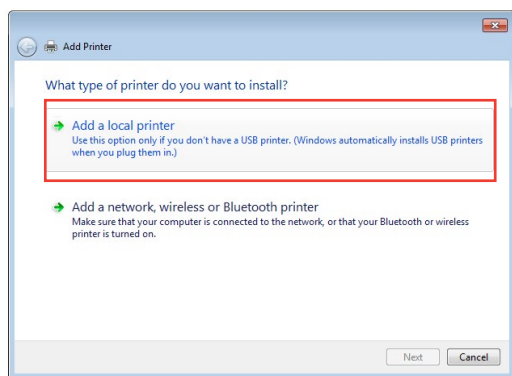 Add Printer
What type of printer do you want to install?
Add a local printer
Use this option only if you don't have a USB printer. (Windows automatically installs USB printers
when you plug them in.)
Add a network, wireless or Bluetooth printer
Make sure that your computer is connected to the network, or that your Bluetooth or wireless
printer is turned on.
Next Cancel